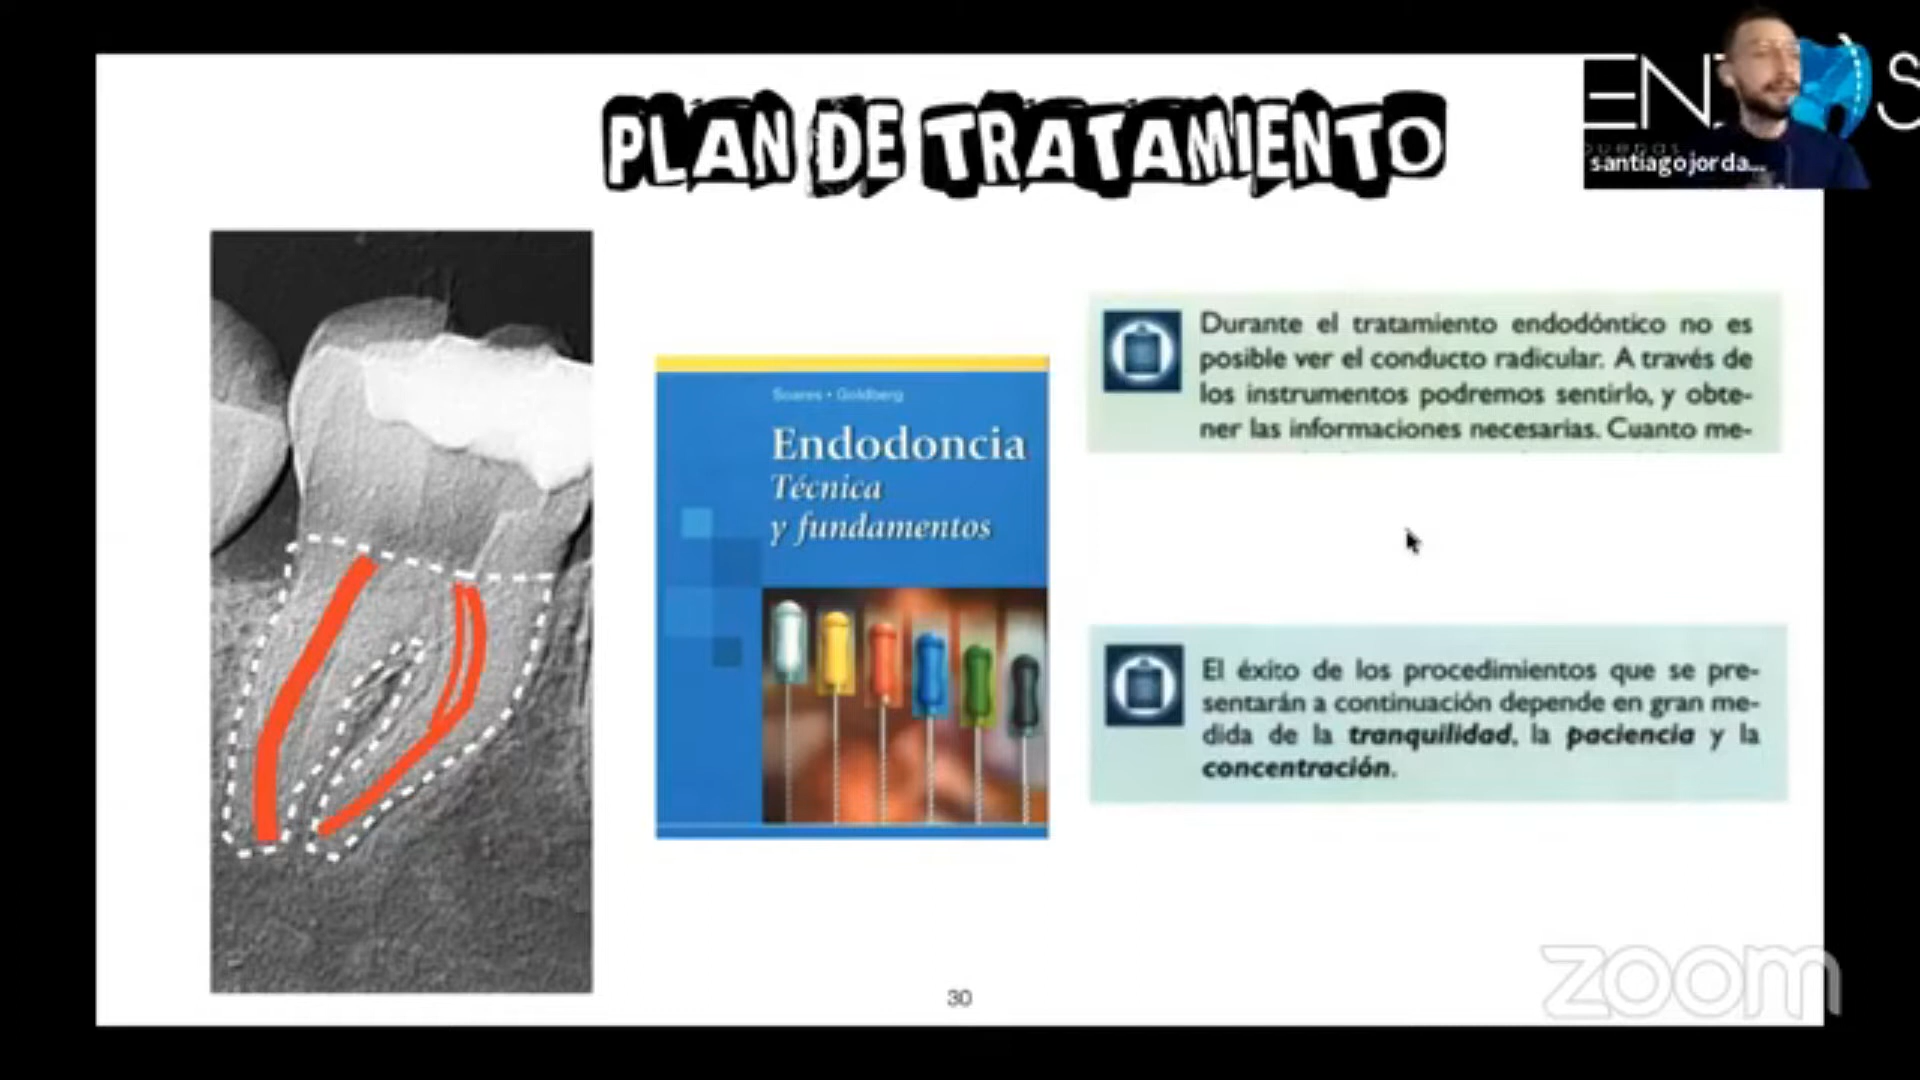 PLAN DE TRATAMIENTO
santiagojorda...
Soares • Goldberg
Endodoncia
Técnica
y fundamentos
Durante el tratamiento endodóntico no es
posible ver el conducto radicular. A través de
los instrumentos podremos sentirlo, y obte-
ner las informaciones necesarias. Cuanto me-
El éxito de los procedimientos que se pre-
sentarán a continuación depende en gran me-
dida de la tranquilidad, la paciencia y la
concentración.
30
zoom